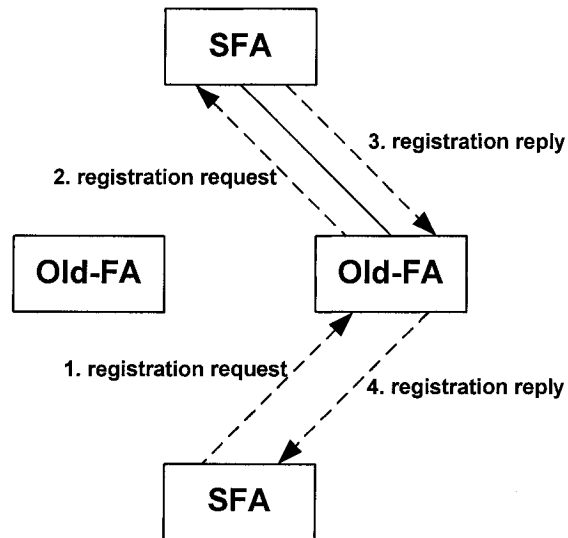 SFA
3. registration reply
2. registration request
Old-FA
Old-FA
1. registration request
4. registration reply
SFA